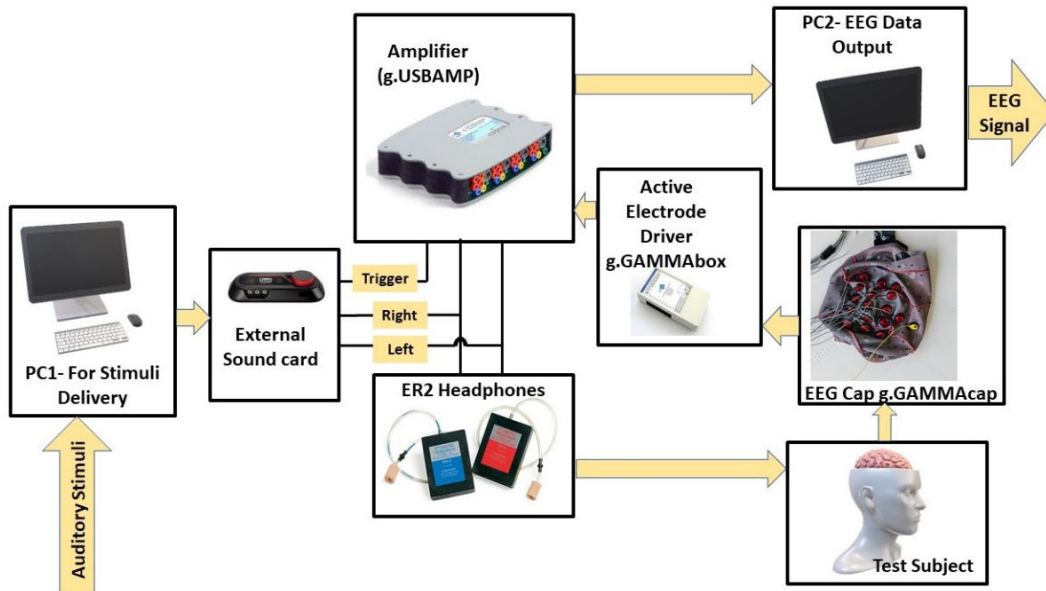 Amplifier
(g.USBAMP)
PC2- EEG Data
Output
EEG
Signal
Active
Electrode
Driver
g.GAMMAbox
Trigger
Right
Left
External
Sound card
PC1- For Stimuli
Delivery
EEG Cap g.GAMMAcap
ER2 Headphones
Auditory Stimuli
Test Subject